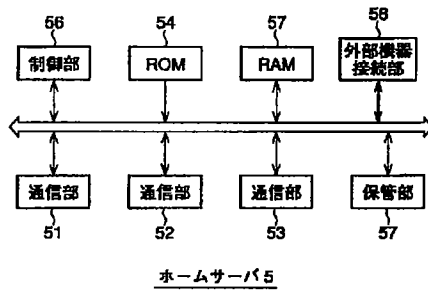 56 54 57 58
制御部 ROM RAM 外部機器
接続部
通信部 通信部 通信部 保管部
51 52 53 57
ホームサーバ5